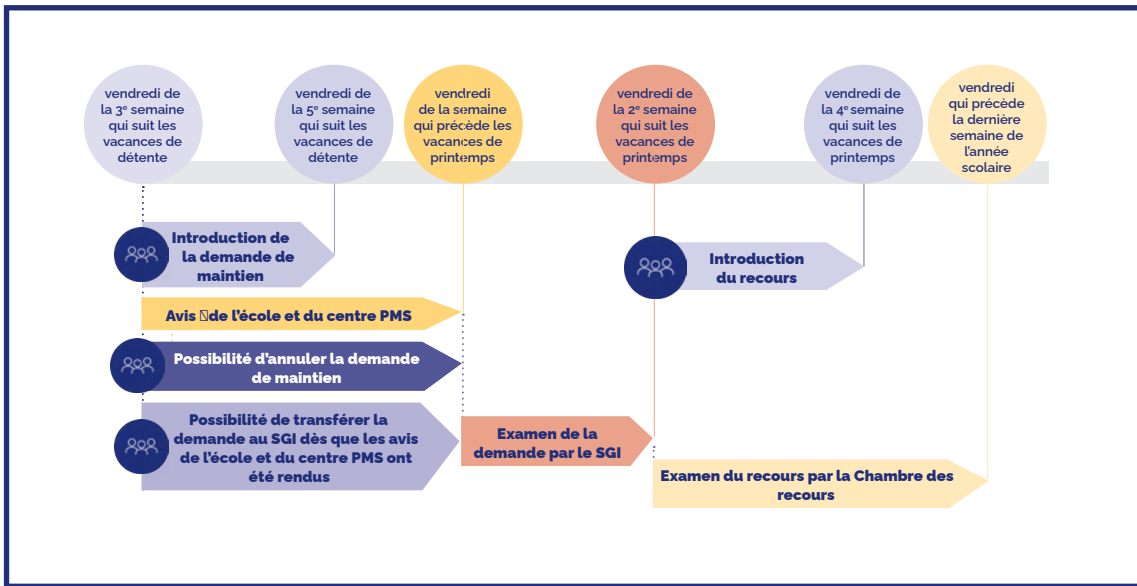 vendredi de
la 3e semaine
qui suit les
vacances de
détente
vendredi de
la 5e semaine
qui suit les
vacances de
détente
vendredi
de la semaine
qui précède les
vacances de
printemps
vendredi de
la 2e semaine
qui suit les
vacances de
printemps
vendredi de
la 4e semaine
qui suit les
vacances de
printemps
vendredi
qui précède
la dernière
semaine de
l'année
scolaire
Introduction de
la demande de
maintien
Introduction
du recours
Avis de l'école et du centre PMS
Possibilité d'annuler la demande
de maintien
Possibilité de transférer la
demande au SGI dès que les avis
de l'école et du centre PMS ont
été rendus
Examen de la
demande par le SGI
Examen du recours par la Chambre des
recours